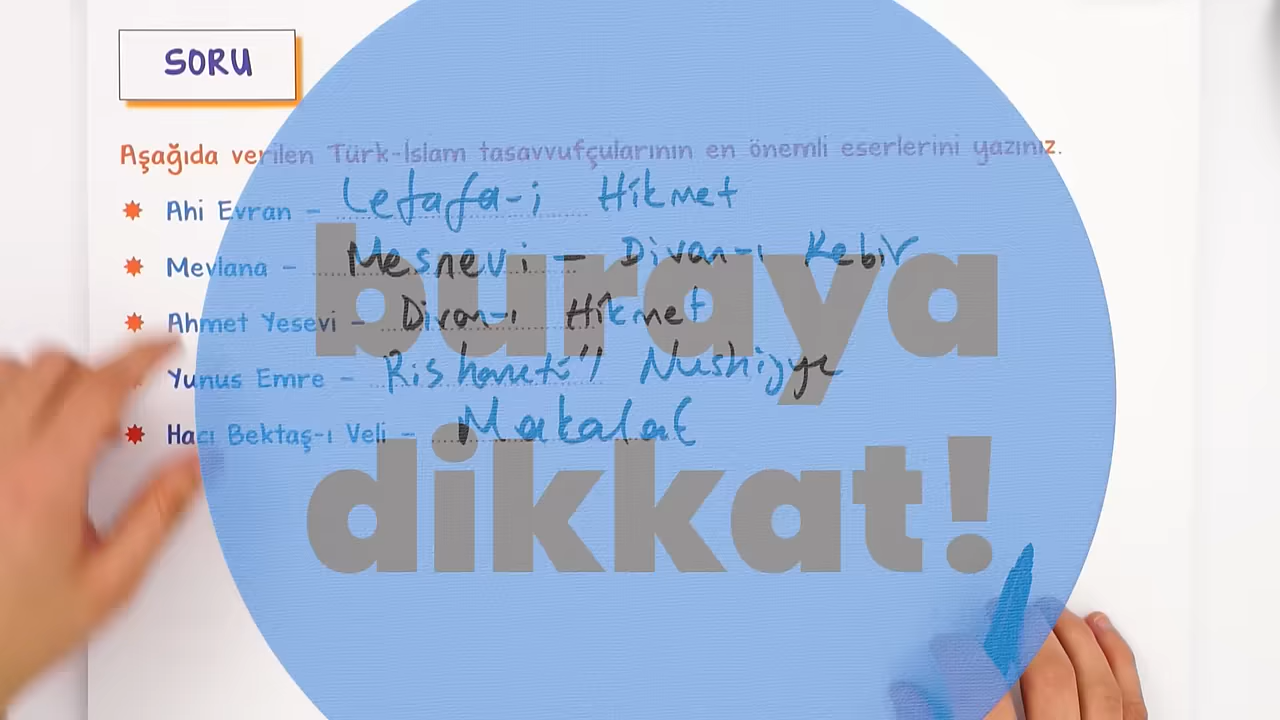 SORU
Aşağıda verilen Türk-İslam tasavvufçularının en önemli eserlerini yazınız.
Ahi Evran - Letafa-i Hikmet
Mevlana - Mesnevi - Divan-ı Kebir
Ahmet Yesevi - Divan-ı Hikmet
Yunus Emre - Rishanetü'l Nushiyye
Hacı Bektaş-ı Veli - Makalat
buraya
dikkat!